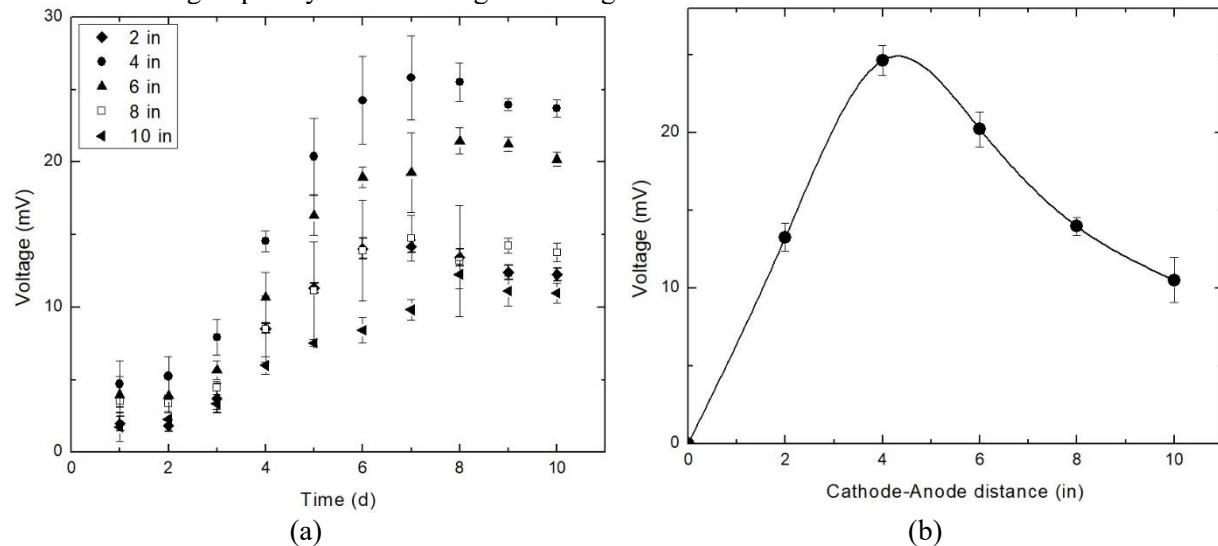 30
20
10
0
Voltage (mV)
2 in
4 in
6 in
8 in
10 in
0 2 4 6 8 10
Time (d)
(a)
20
10
0
Voltage (mV)
0 2 4 6 8 10
Cathode-Anode distance (in)
(b)